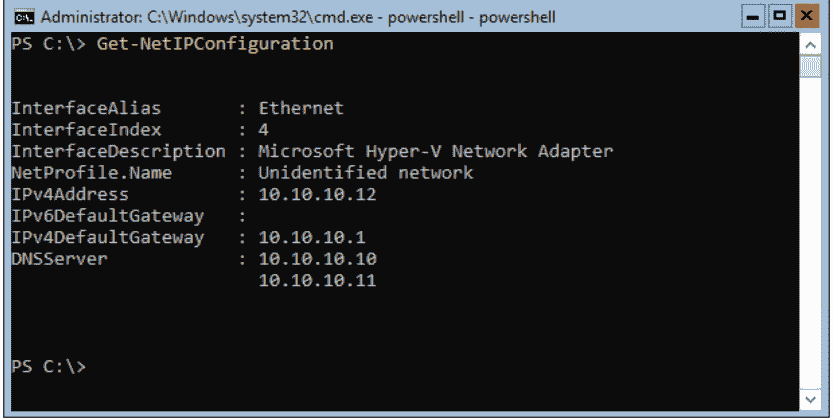 Administrator: C:\Windows\system32\cmd.exe - powershell - powershell
PS C:\> Get-NetIPConfiguration
InterfaceAlias       : Ethernet
InterfaceIndex       : 4
InterfaceDescription : Microsoft Hyper-V Network Adapter
NetProfile.Name      : Unidentified network
IPv4Address          : 10.10.10.12
IPv6DefaultGateway   :
IPv4DefaultGateway   : 10.10.10.1
DNSServer            : 10.10.10.10
                       10.10.10.11
PS C:\>